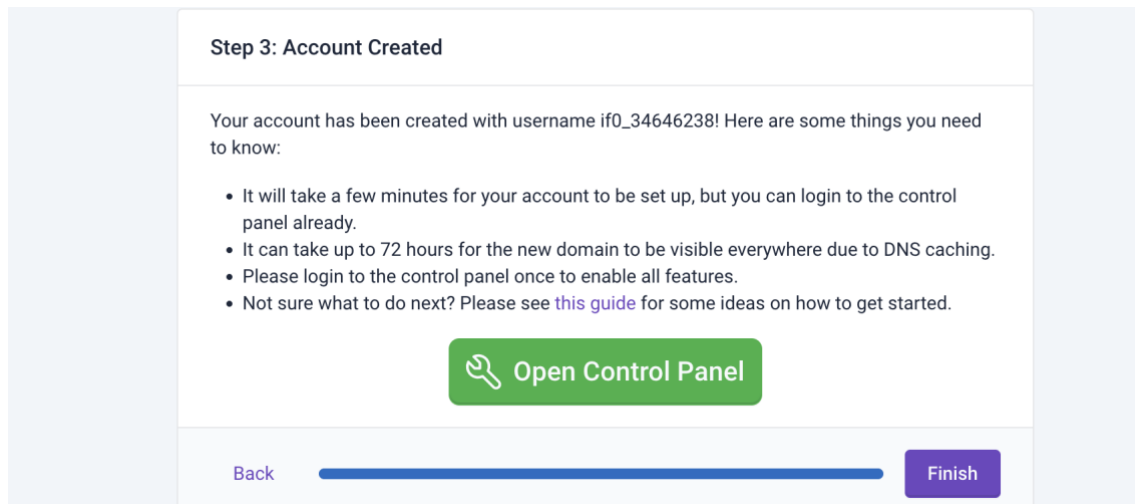 Step 3: Account Created
Your account has been created with username if0_34646238! Here are some things you need
to know:
• It will take a few minutes for your account to be set up, but you can login to the control
panel already.
• It can take up to 72 hours for the new domain to be visible everywhere due to DNS caching.
• Please login to the control panel once to enable all features.
• Not sure what to do next? Please see this guide for some ideas on how to get started.
Open Control Panel
Back
Finish